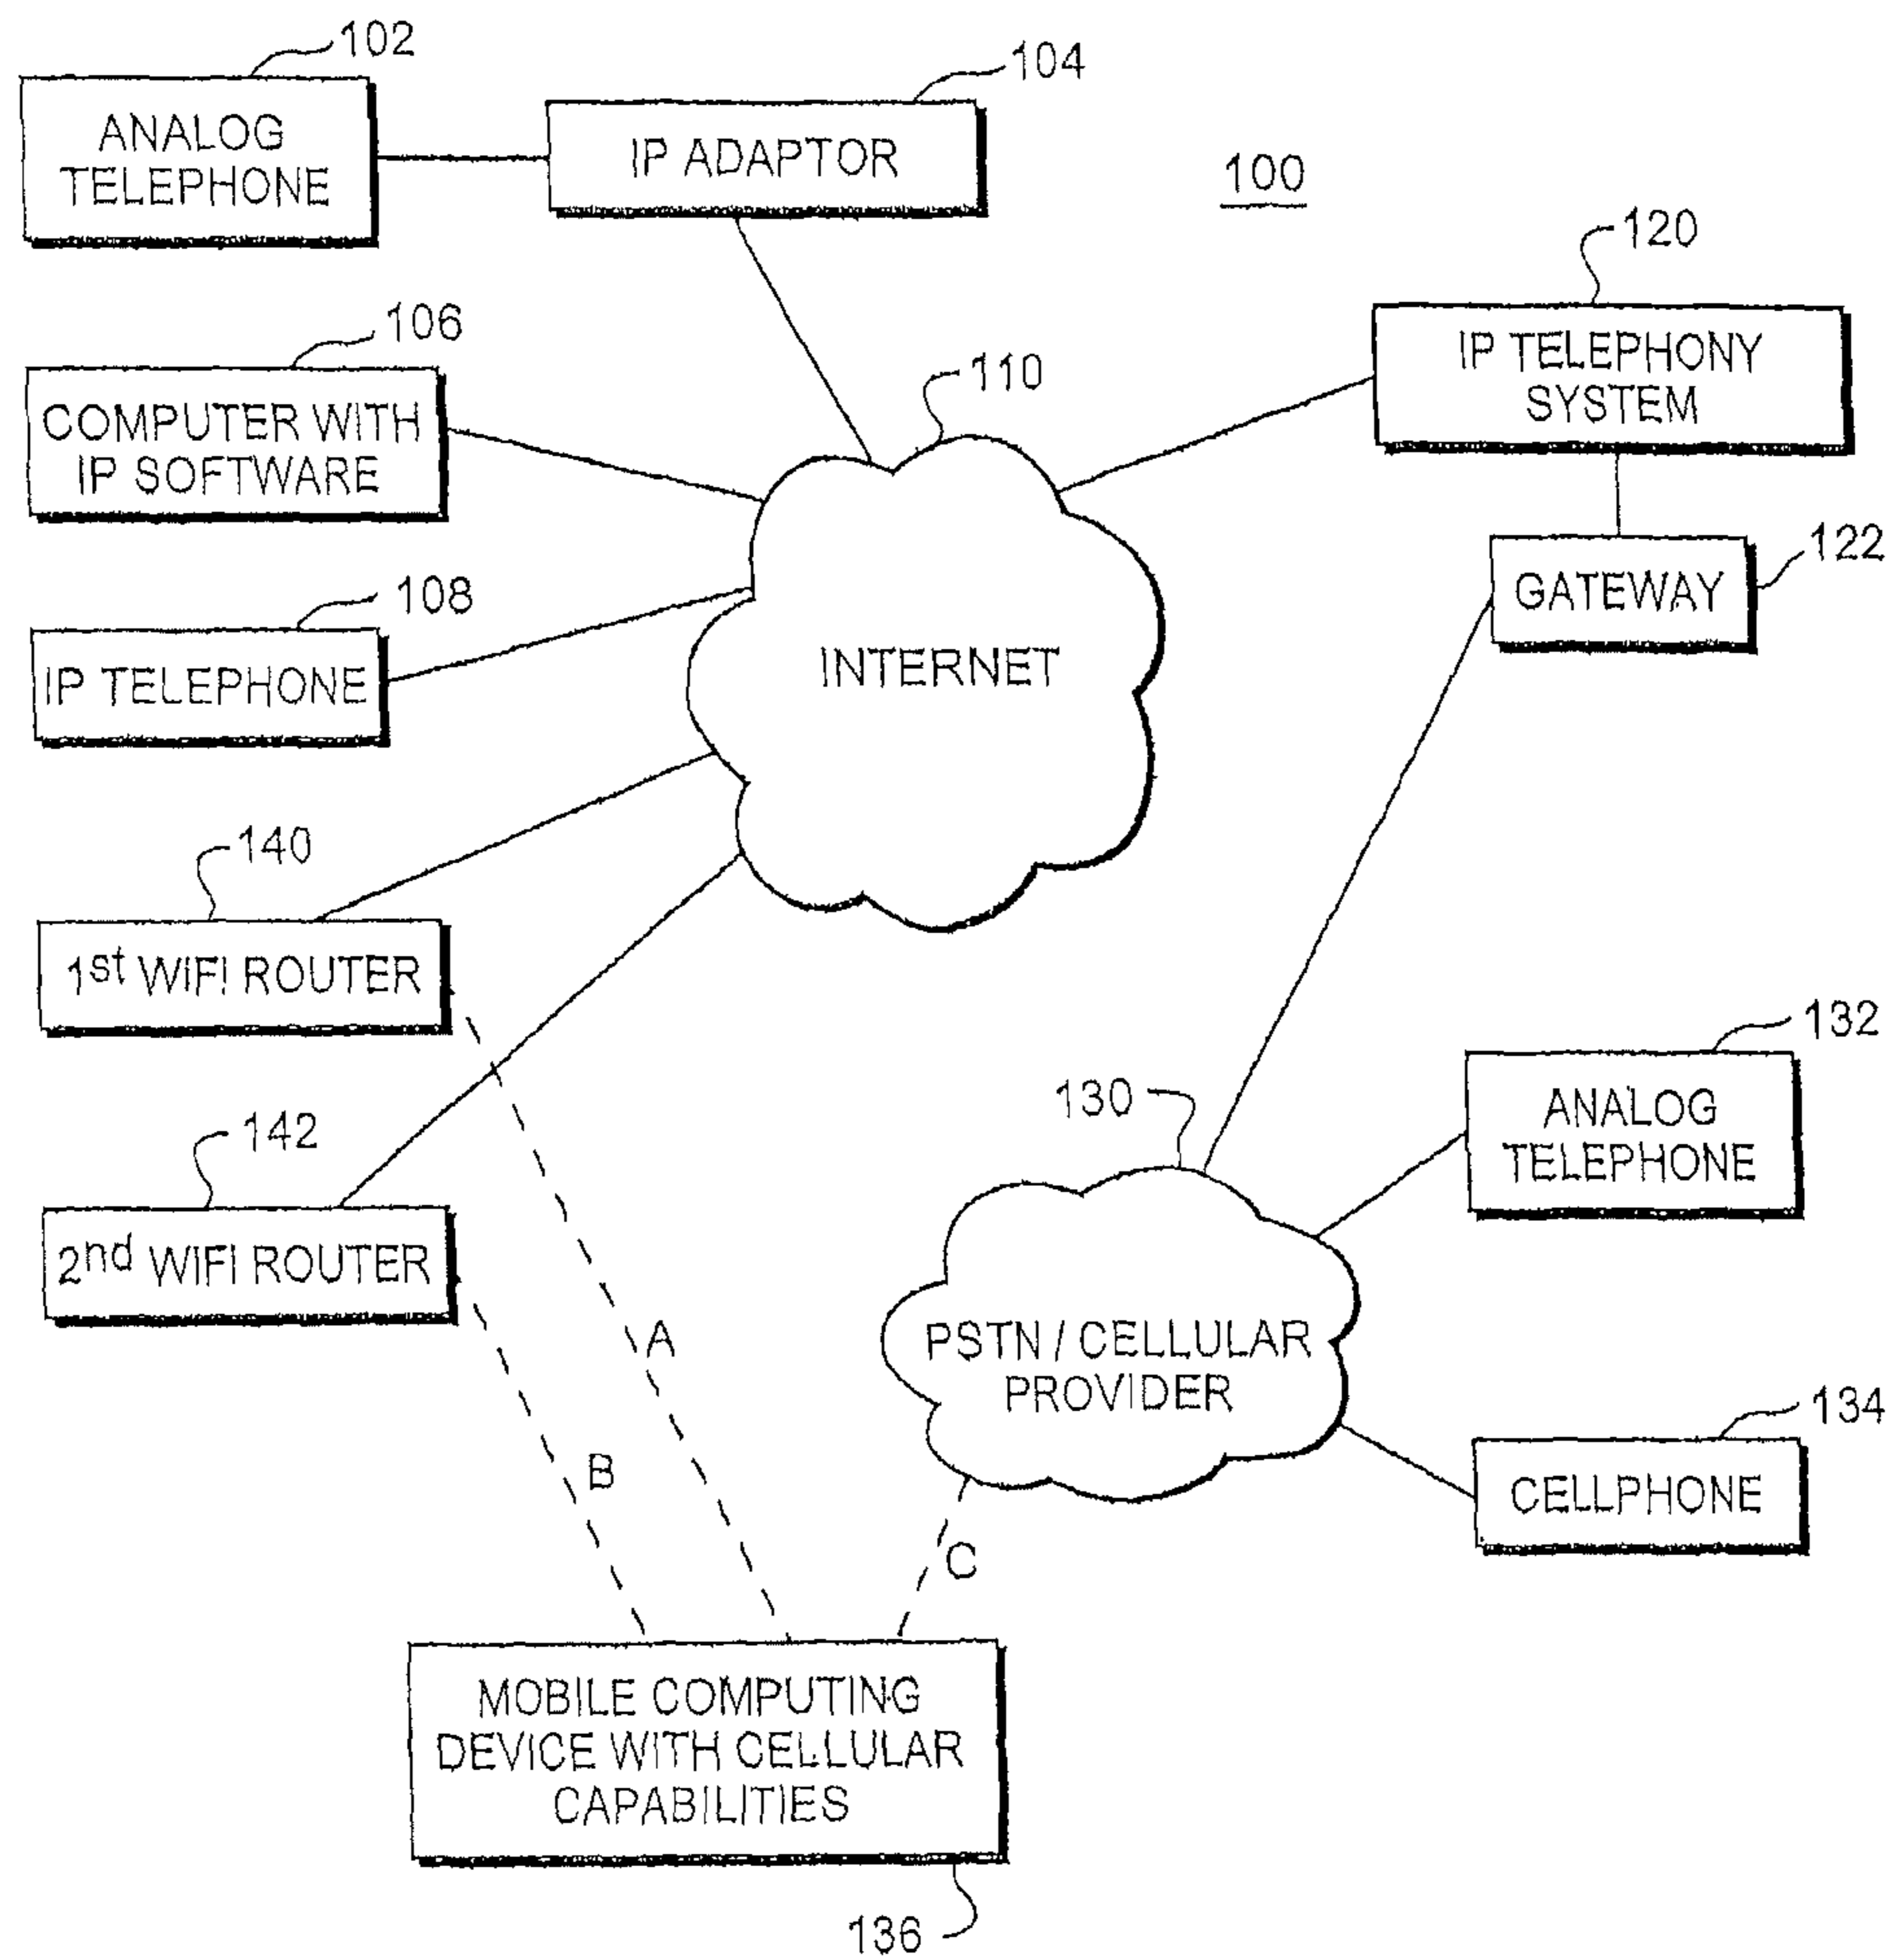 102
ANALOG
TELEPHONE
104
IP ADAPTOR
100
120
IP TELEPHONY
SYSTEM
106
COMPUTER WITH
IP SOFTWARE
110
122
GATEWAY
108
IP TELEPHONE
INTERNET
140
1st WIFI ROUTER
132
ANALOG
TELEPHONE
130
142
2nd WIFI ROUTER
A
PSTN / CELLULAR
PROVIDER
B
134
CELLPHONE
C
MOBILE COMPUTING
DEVICE WITH CELLULAR
CAPABILITIES
136